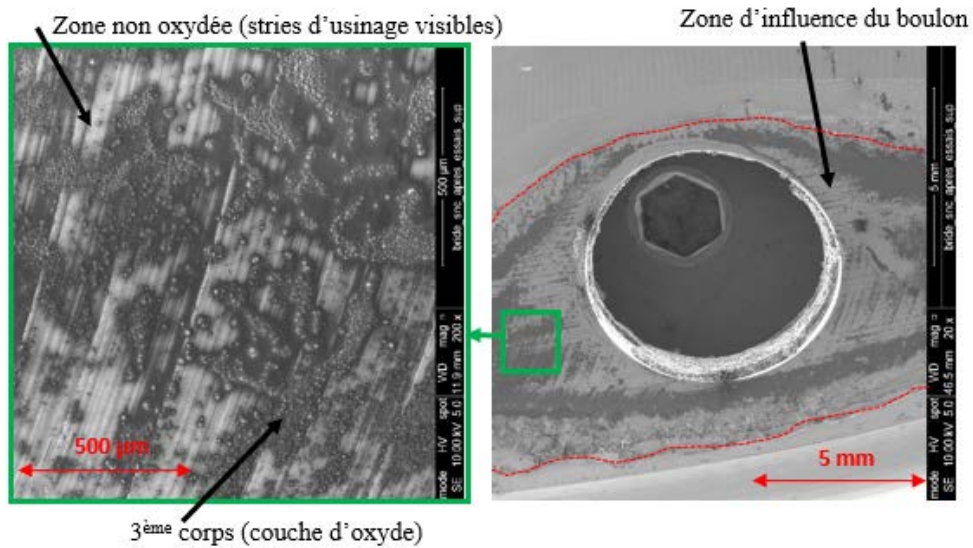 Zone non oxydée (stries d'usinage visibles)
Zone d'influence du boulon
500 µm
mag ¤ 200 x
WD 11.9 mm
spot 5.0
HV 10.00 kV
mode SE
bride_snc_apres_essais_sup
500 µm
5 mm
mag ¤ 20 x
WD 46.5 mm
spot 5.0
HV 10.00 kV
mode SE
bride_snc_apres_essais_sup
5 mm
3ème corps (couche d'oxyde)